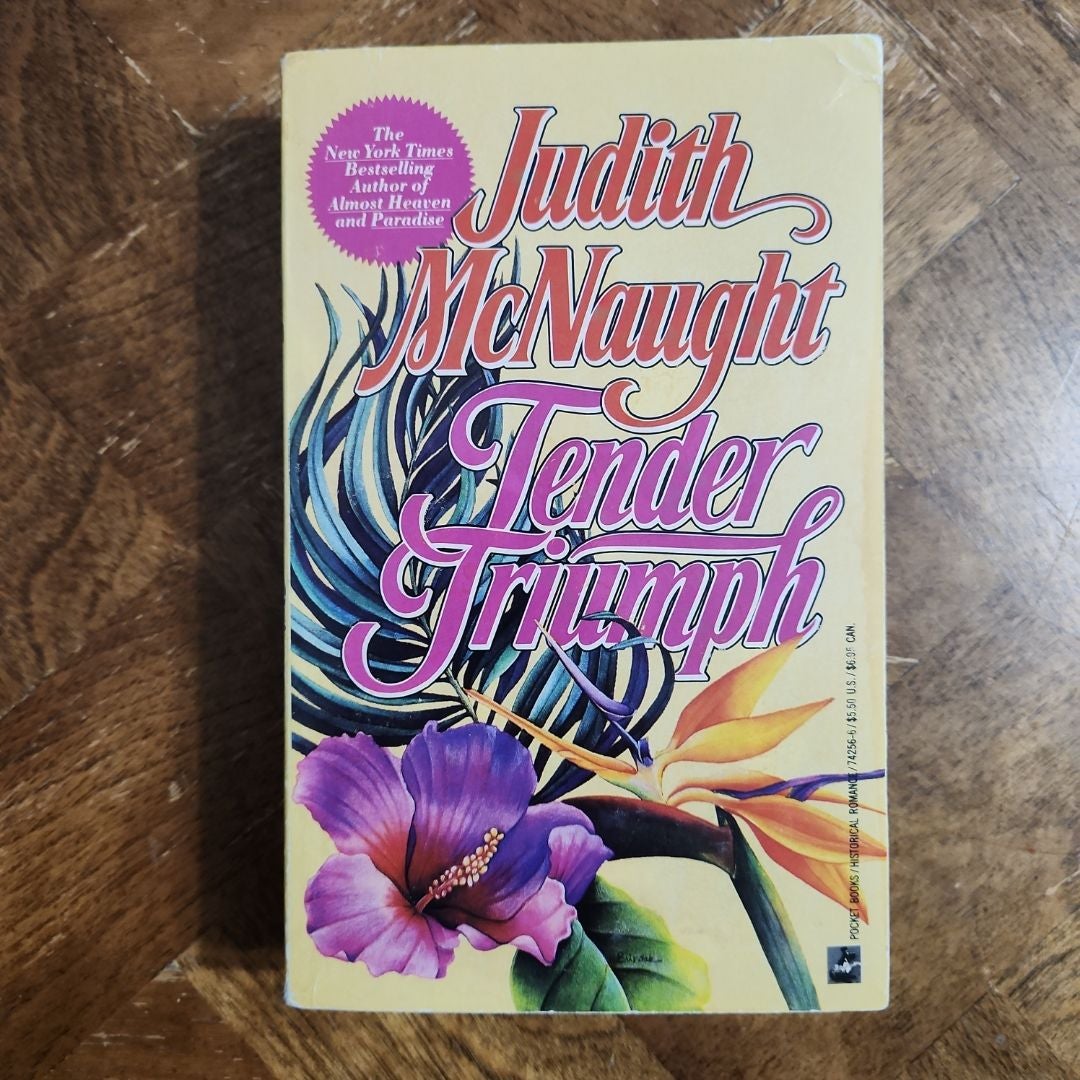 The
New York Times
Bestselling
Author of
Almost Heaven
and Paradise
Judith
McNaught
Tender
Triumph
POCKET BOOKS / HISTORICAL ROMANCE / 74256-6 / $5.50 U.S. / $6.95 CAN.